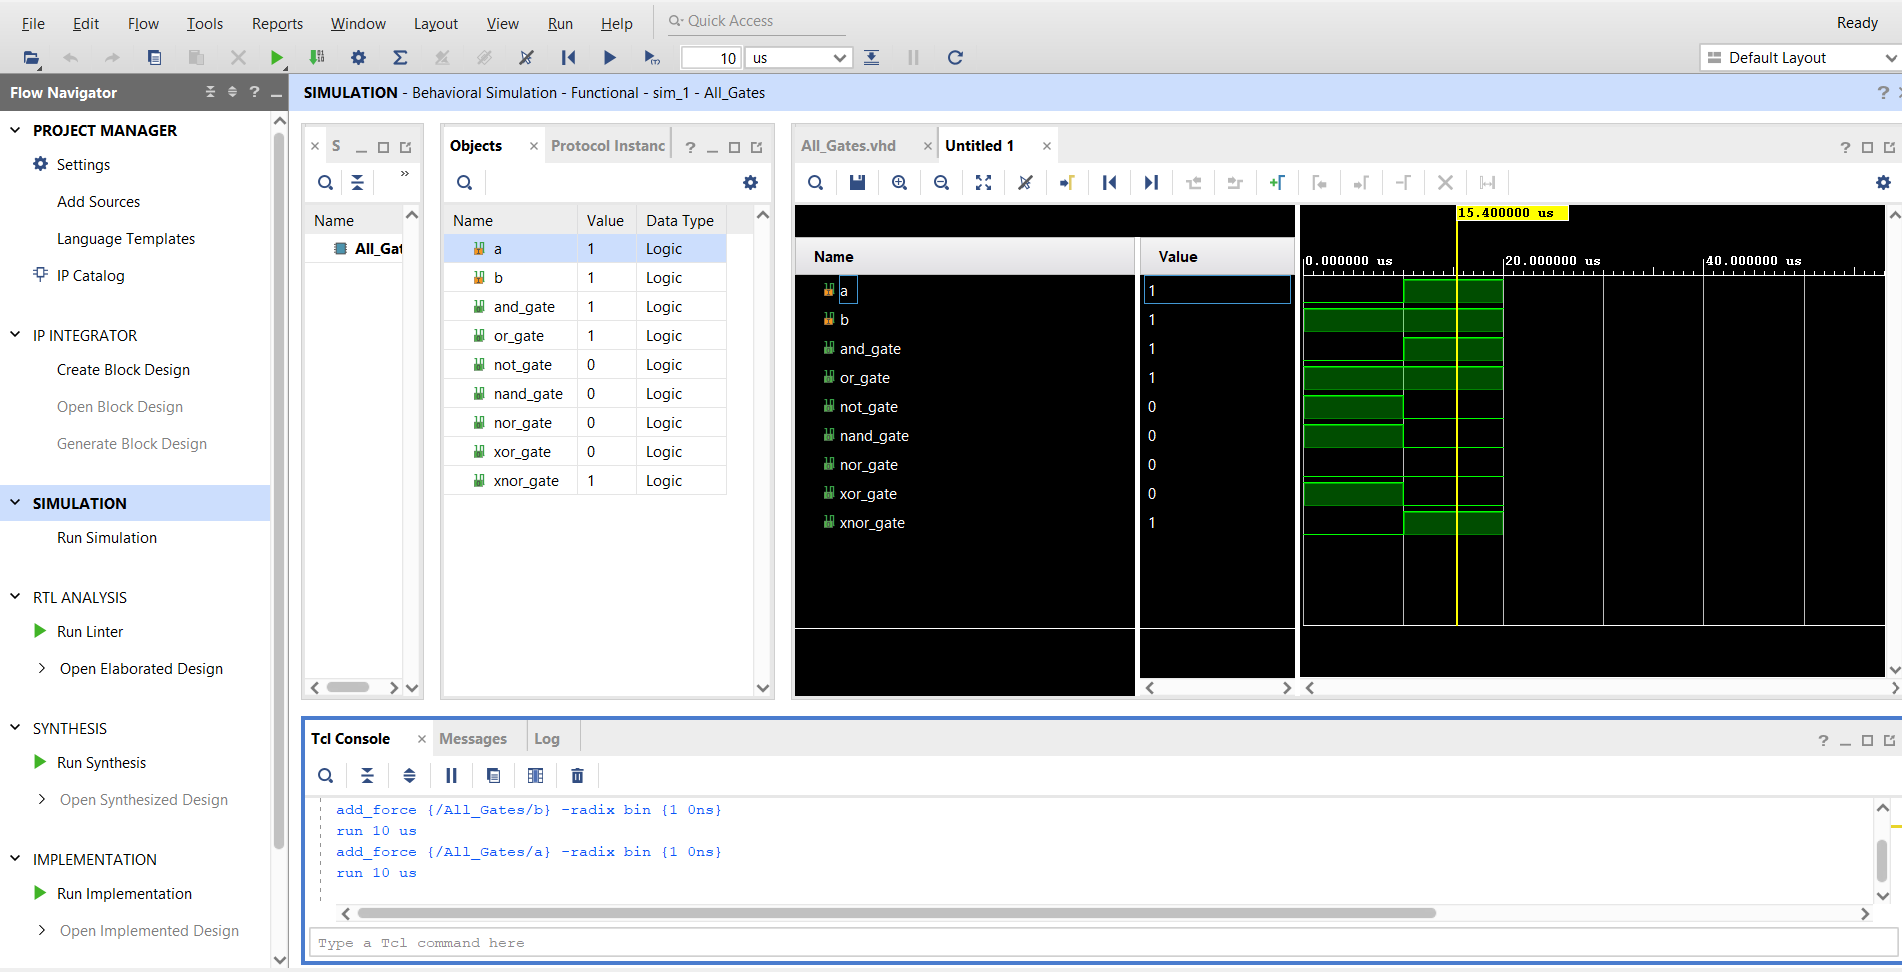 File Edit Flow Tools Reports Window Layout View Run Help Quick Access Ready
10 us Default Layout
Flow Navigator
SIMULATION - Behavioral Simulation - Functional - sim_1 - All_Gates
PROJECT MANAGER
Settings
Add Sources
Language Templates
IP Catalog
IP INTEGRATOR
Create Block Design
Open Block Design
Generate Block Design
SIMULATION
Run Simulation
RTL ANALYSIS
Run Linter
Open Elaborated Design
SYNTHESIS
Run Synthesis
Open Synthesized Design
IMPLEMENTATION
Run Implementation
Open Implemented Design
S
Name
All_Gat
Objects Protocol Instanc
Name Value Data Type
a 1 Logic
b 1 Logic
and_gate 1 Logic
or_gate 1 Logic
not_gate 0 Logic
nand_gate 0 Logic
nor_gate 0 Logic
xor_gate 0 Logic
xnor_gate 1 Logic
All_Gates.vhd Untitled 1
15.400000 us
Name Value
0.000000 us 20.000000 us 40.000000 us
a 1
b 1
and_gate 1
or_gate 1
not_gate 0
nand_gate 0
nor_gate 0
xor_gate 0
xnor_gate 1
Tcl Console Messages Log
add_force {/All_Gates/b} -radix bin {1 0ns}
run 10 us
add_force {/All_Gates/a} -radix bin {1 0ns}
run 10 us
Type a Tcl command here